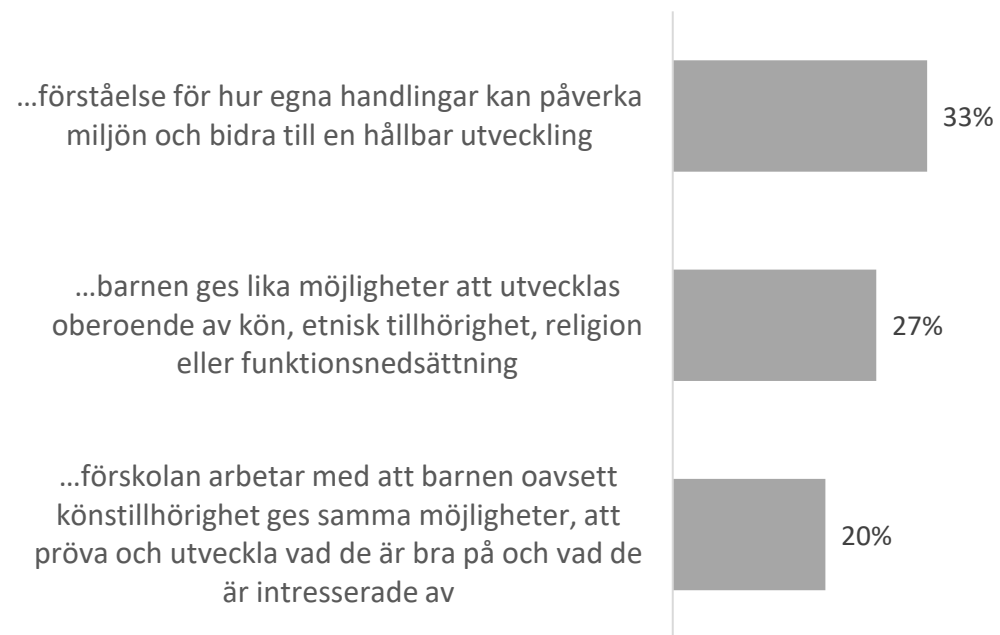 …förståelse för hur egna handlingar kan påverka
miljön och bidra till en hållbar utveckling
33%
…barnen ges lika möjligheter att utvecklas
oberoende av kön, etnisk tillhörighet, religion
eller funktionsnedsättning
27%
…förskolan arbetar med att barnen oavsett
könstillhörighet ges samma möjligheter, att
pröva och utveckla vad de är bra på och vad de
är intresserade av
20%